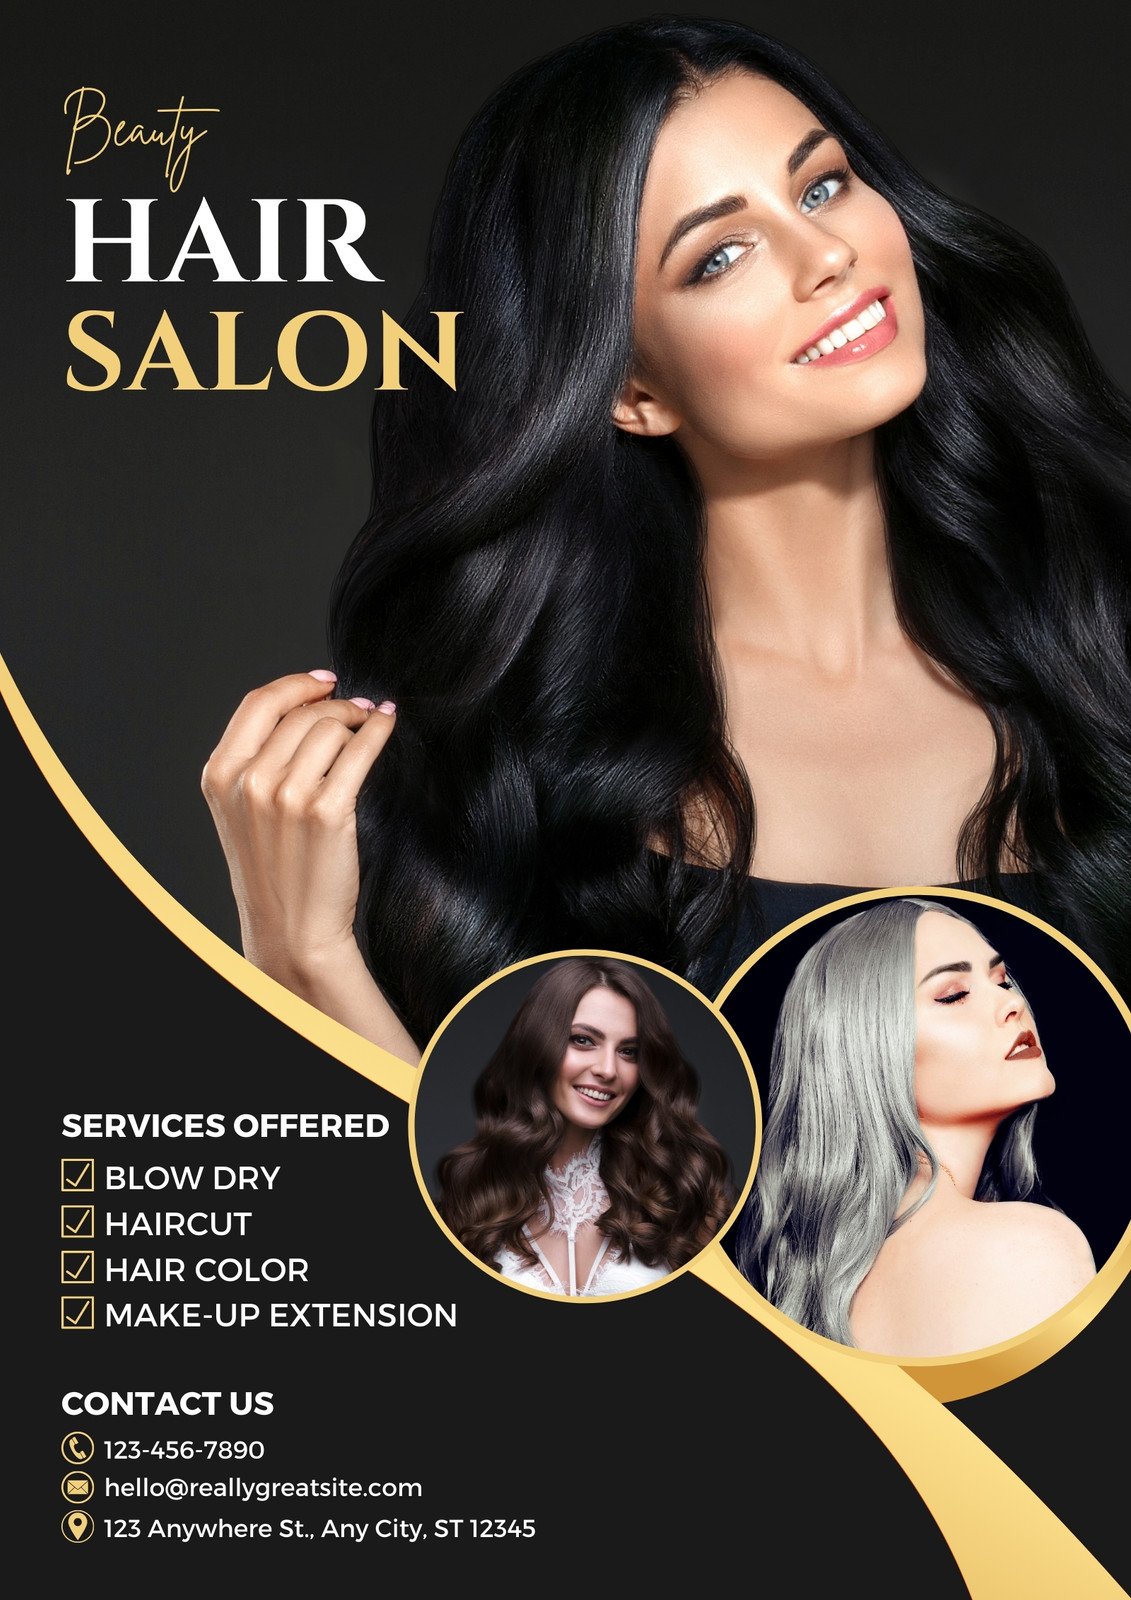 Beauty
HAIR
SALON
SERVICES OFFERED
BLOW DRY
HAIRCUT
HAIR COLOR
MAKE-UP EXTENSION
CONTACT US
123-456-7890
hello@reallygreatsite.com
123 Anywhere St., Any City, ST 12345